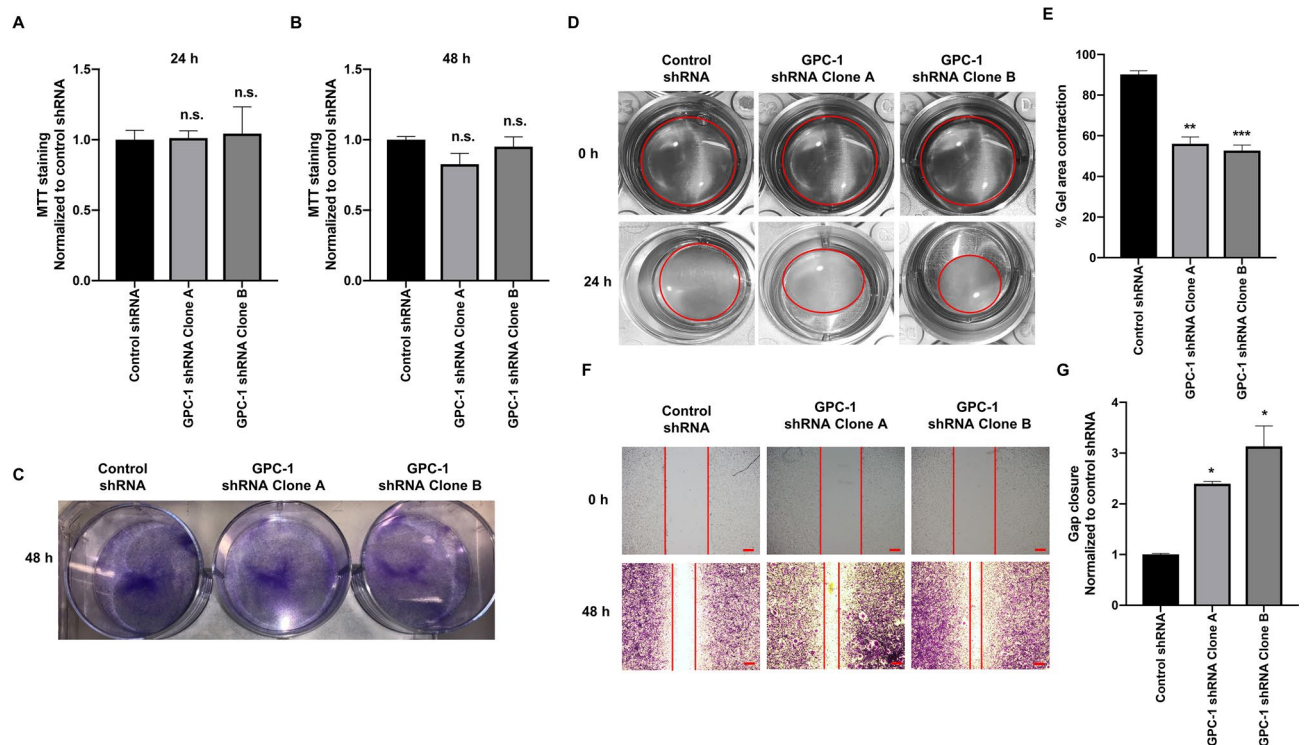 A
24 h
MTT staining
Normalized to control shRNA
1.5
1.0
0.5
0.0
n.s.
n.s.
Control shRNA
GPC-1 shRNA Clone A
GPC-1 shRNA Clone B
B
48 h
MTT staining
Normalized to control shRNA
1.5
1.0
0.5
0.0
n.s.
n.s.
Control shRNA
GPC-1 shRNA Clone A
GPC-1 shRNA Clone B
C
Control
shRNA
GPC-1
shRNA Clone A
GPC-1
shRNA Clone B
48 h
D
Control
shRNA
GPC-1
shRNA Clone A
GPC-1
shRNA Clone B
0 h
24 h
E
% Gel area contraction
100
80
60
40
20
0
**
***
Control shRNA
GPC-1 shRNA Clone A
GPC-1 shRNA Clone B
F
Control
shRNA
GPC-1
shRNA Clone A
GPC-1
shRNA Clone B
0 h
48 h
G
Gap closure
Normalized to control shRNA
4
3
2
1
0
*
*
Control shRNA
GPC-1 shRNA Clone A
GPC-1 shRNA Clone B